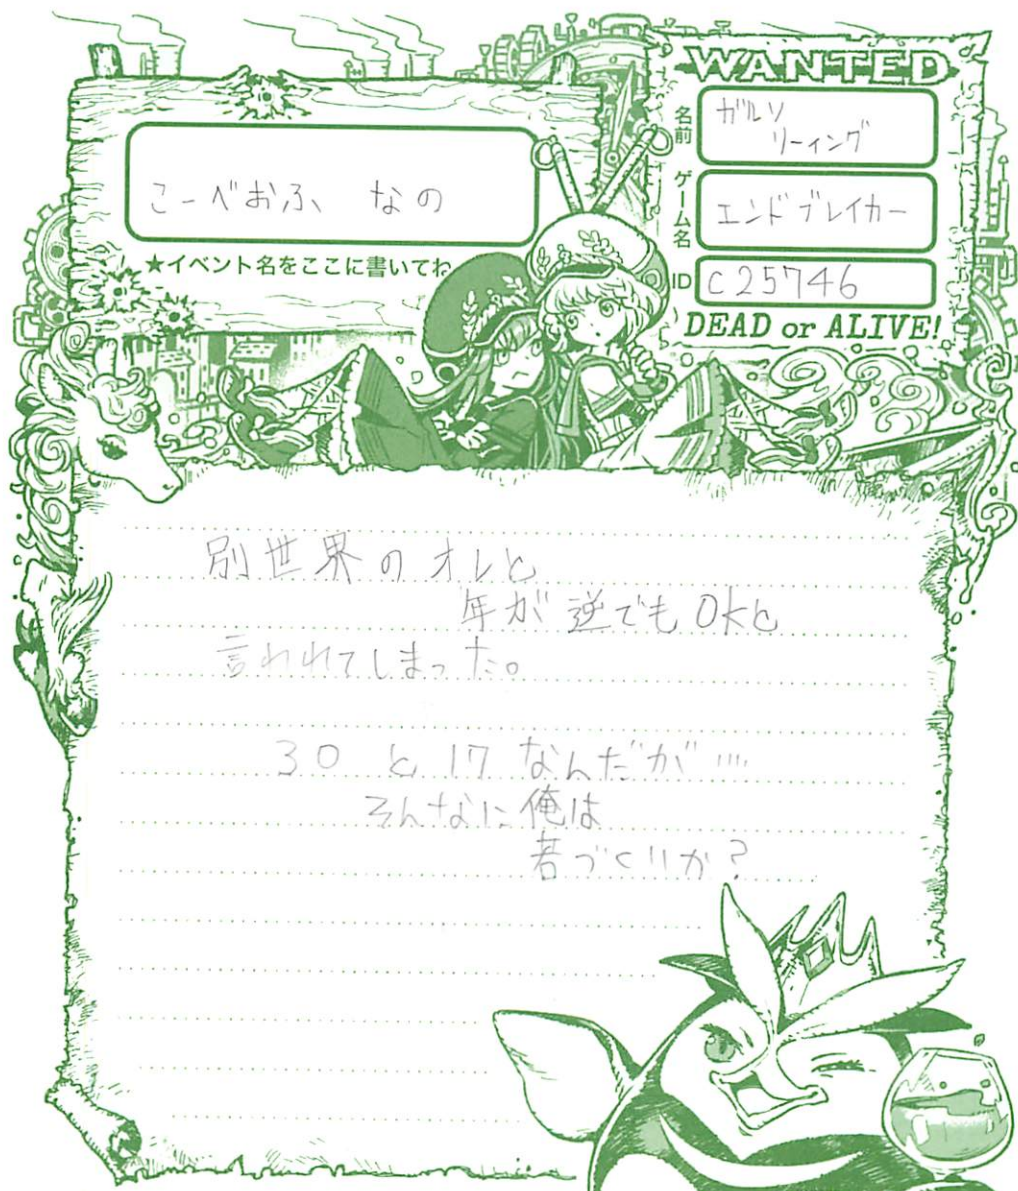 WANTED
名前
ガルソ
リーィング
ゲーム名
エンドブレイカー
ID
C25746
DEAD or ALIVE!
こーべおふ なの
★イベント名をここに書いてね
別世界のオレと
年が逆でもOKと
言われてしまった。
30 と 17 なんだが…
そんなに俺は
若づくりか?